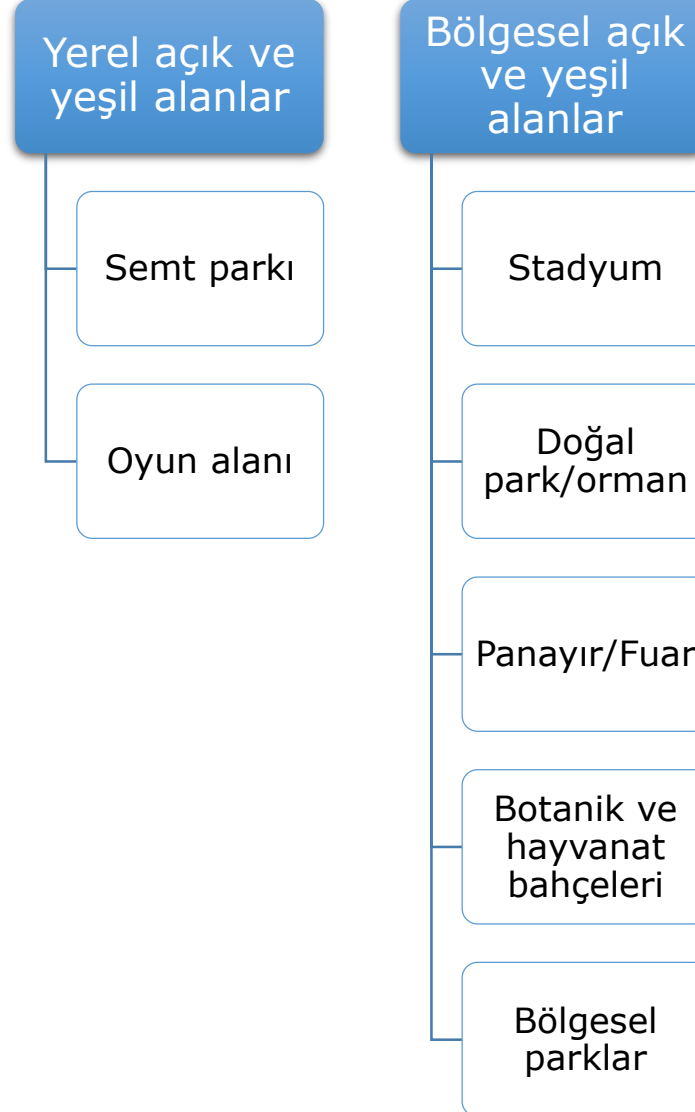 Yerel açık ve
yeşil alanlar
Semt parkı
Oyun alanı
Bölgesel açık
ve yeşil
alanlar
Stadyum
Doğal
park/orman
Panayır/Fuar
Botanik ve
hayvanat
bahçeleri
Bölgesel
parklar